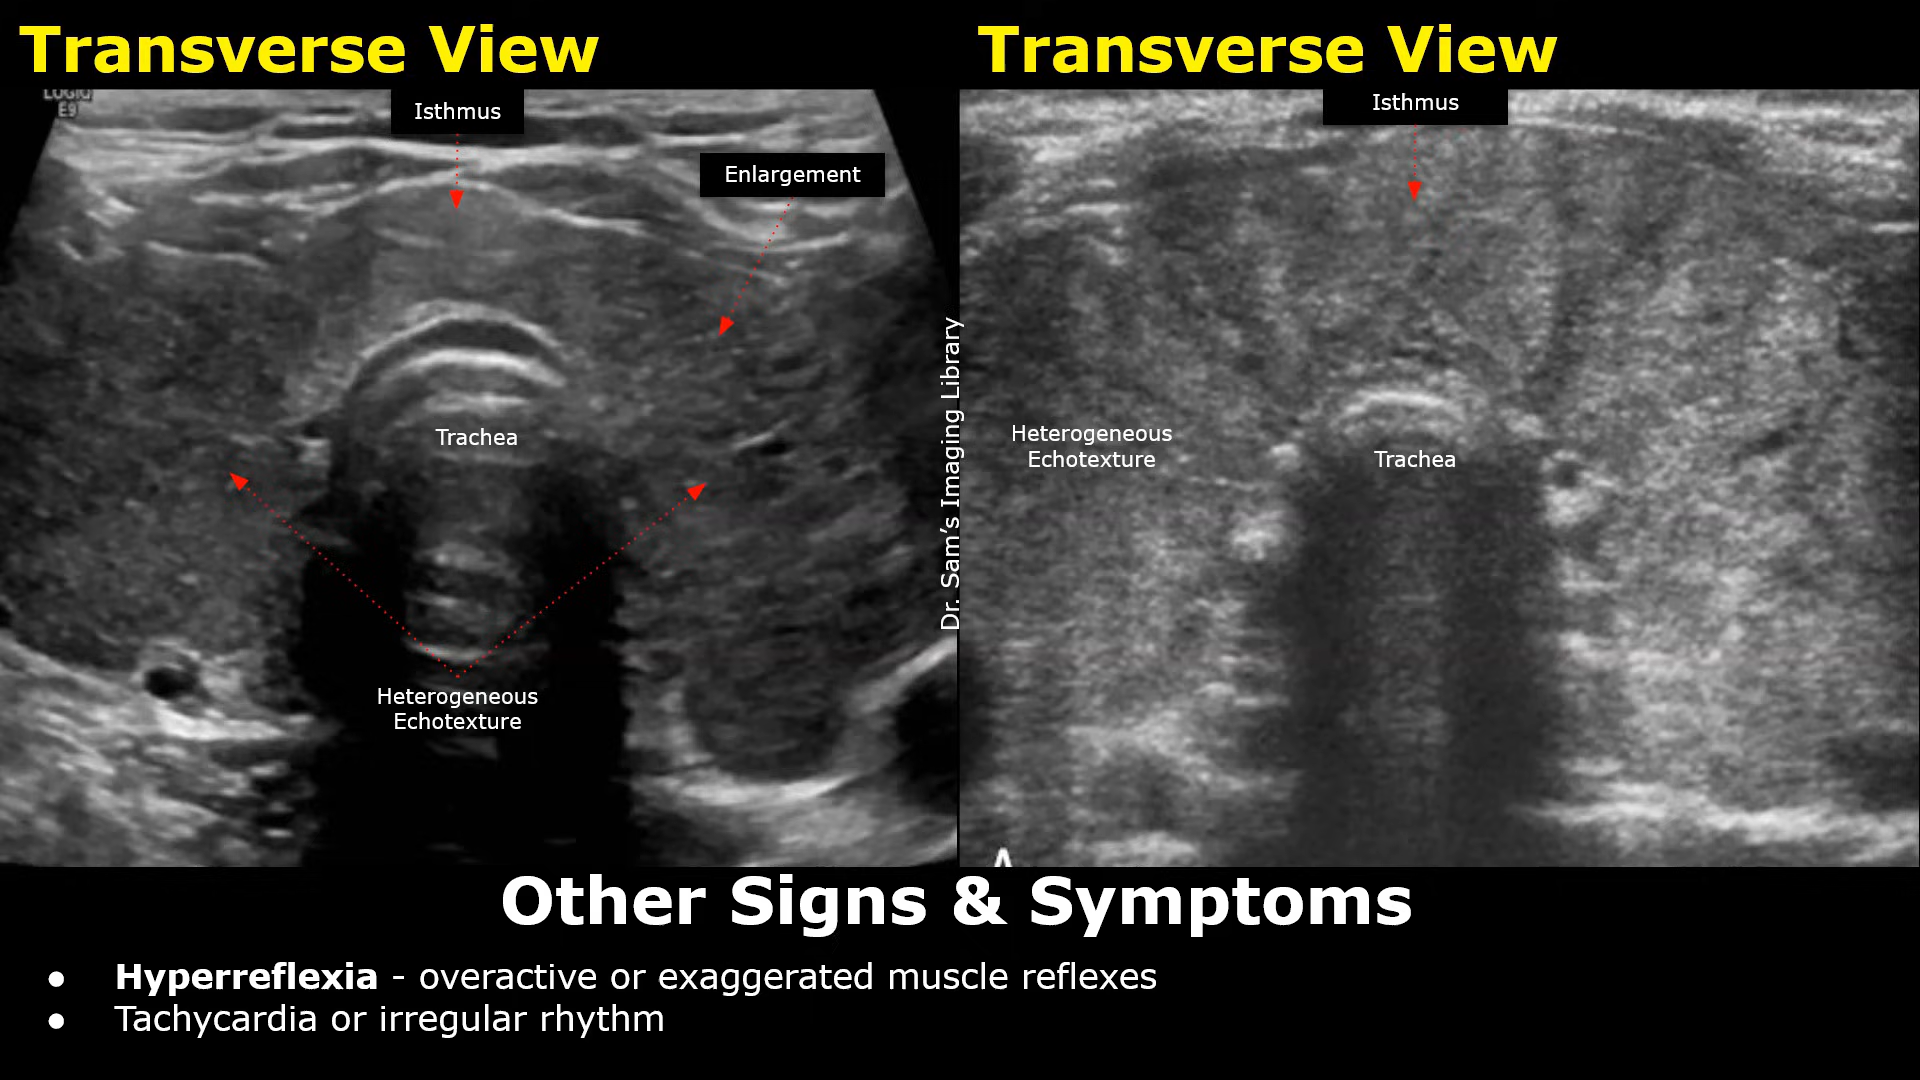 Transverse View
Transverse View
LOGIQ
E9
Isthmus
Isthmus
Enlargement
Trachea
Heterogeneous
Echotexture
Trachea
Heterogeneous
Echotexture
Dr. Sam’s Imaging Library
Other Signs & Symptoms
● Hyperreflexia - overactive or exaggerated muscle reflexes
● Tachycardia or irregular rhythm